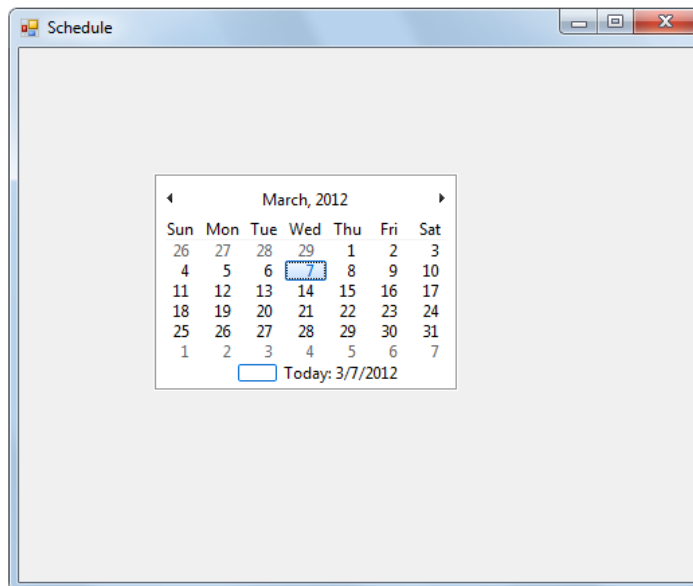 Schedule
March, 2012
Sun Mon Tue Wed Thu Fri Sat
26 27 28 29 1 2 3
4 5 6 7 8 9 10
11 12 13 14 15 16 17
18 19 20 21 22 23 24
25 26 27 28 29 30 31
1 2 3 4 5 6 7
Today: 3/7/2012